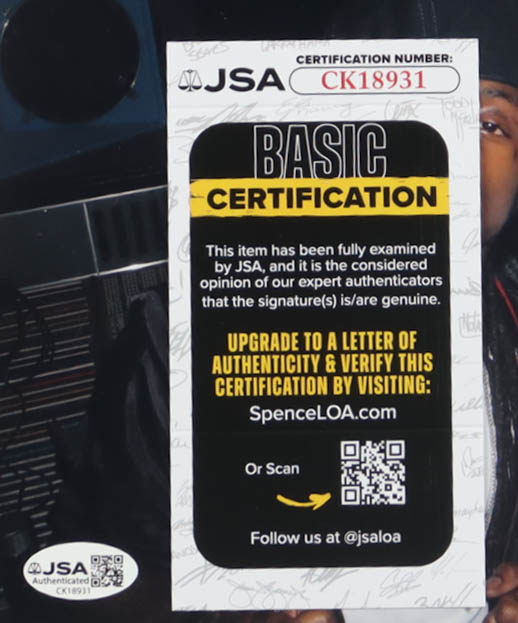 CERTIFICATION NUMBER:
JSA CK18931
BASIC
CERTIFICATION
This item has been fully examined
by JSA, and it is the considered
opinion of our expert authenticators
that the signature(s) is/are genuine.
UPGRADE TO A LETTER OF
AUTHENTICITY & VERIFY THIS
CERTIFICATION BY VISITING:
SpenceLOA.com
Or Scan
Follow us at @jsaloa
JSA
Authenticated
CK18931